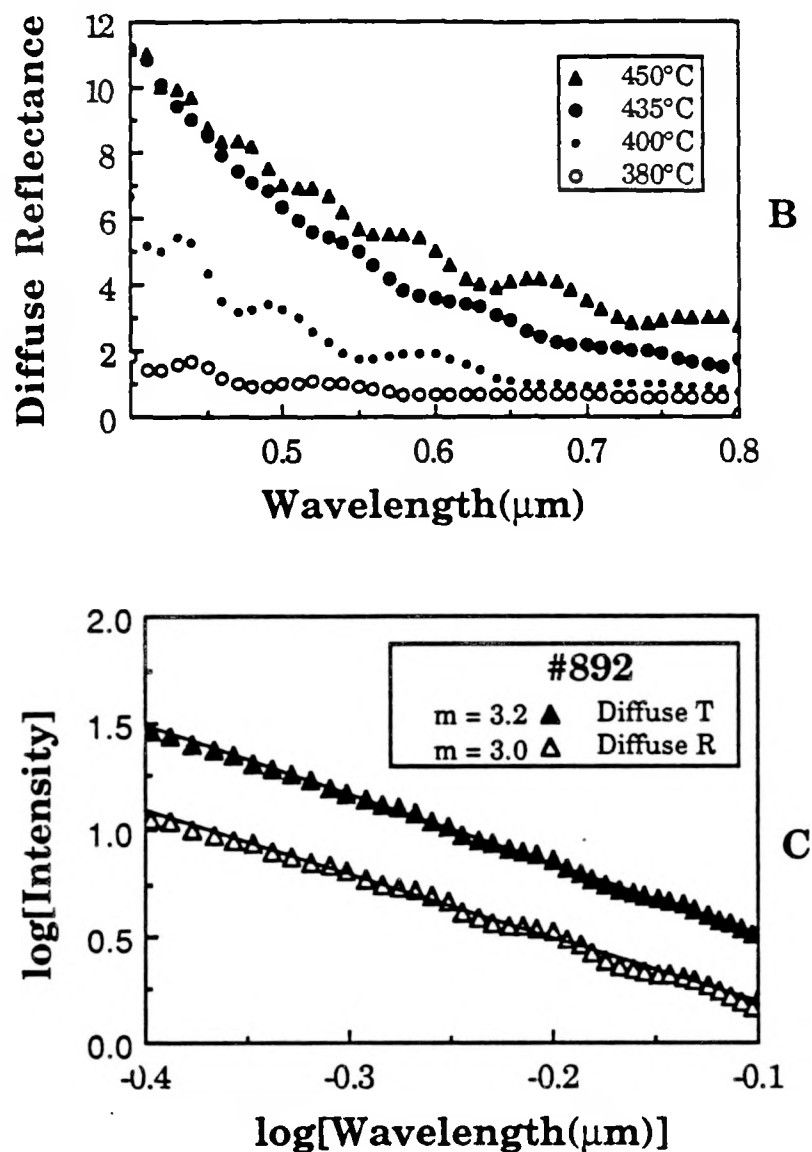 12
10
8
6
4
2
0
Diffuse Reflectance
450°C
435°C
400°C
380°C
B
0.5
0.6
0.7
0.8
Wavelength(μm)
2.0
1.5
1.0
0.5
0.0
log[Intensity]
#892
m = 3.2 ▲ Diffuse T
m = 3.0 △ Diffuse R
C
-0.4
-0.3
-0.2
-0.1
log[Wavelength(μm)]